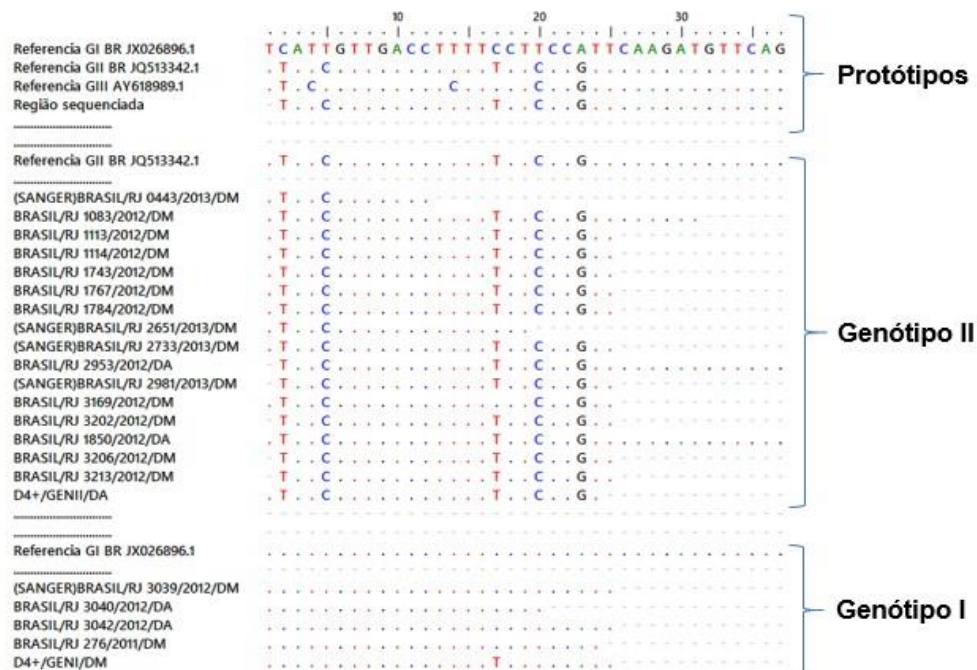 10 20 30
Referencia GI BR JX026896.1 T C A T T G T T G A C C T T T T C C T T C C A T T C A A G A T G T T C A G
Referencia GII BR JQ513342.1 . T . . C . . . . . . . . . . . T . . C . . G . . . . . . . . . . . . . .
Referencia GIII AY618989.1 . T . C . . . . . . . . . C . . . . . C . . G . . . . . . . . . . . . . .
Região sequenciada . T . . C . . . . . . . . . . . T . . C . . G . . . . . . . . . . . . . .
Protótipos
Referencia GII BR JQ513342.1 . T . . C . . . . . . . . . . . T . . C . . G . . . . . . . . . . . . . .
(SANGER)BRASIL/RJ 0443/2013/DM . T . . C . . . . . . .
BRASIL/RJ 1083/2012/DM . T . . C . . . . . . . . . . . T . . C . . G . . . . . . . .
BRASIL/RJ 1113/2012/DM . T . . C . . . . . . . . . . . T . . C . . G . .
BRASIL/RJ 1114/2012/DM . T . . C . . . . . . . . . . . T . . C . . G . .
BRASIL/RJ 1743/2012/DM . T . . C . . . . . . . . . . . T . . C . . G . .
BRASIL/RJ 1767/2012/DM . T . . C . . . . . . . . . . . T . . C . . G . .
BRASIL/RJ 1784/2012/DM . T . . C . . . . . . . . . . . T . . C . . G . .
(SANGER)BRASIL/RJ 2651/2013/DM . T . . C . . . . . . . . . . . . .
(SANGER)BRASIL/RJ 2733/2013/DM . T . . C . . . . . . . . . . . T . . C . . G . .
BRASIL/RJ 2953/2012/DA T . . C . . . . . . . . . . . T . . C . . G . . . . . . . . . . . . . .
(SANGER)BRASIL/RJ 2981/2013/DM . T . . C . . . . . . . . . . . T . . C . . G . .
BRASIL/RJ 3169/2012/DM . T . . C . . . . . . . . . . . . . . C . . G . .
BRASIL/RJ 3202/2012/DM . T . . C . . . . . . . . . . . T . . C . . G . .
BRASIL/RJ 1850/2012/DA . T . . C . . . . . . . . . . . T . . C . . G . . . . . . . . . . . . . .
BRASIL/RJ 3206/2012/DM . T . . C . . . . . . . . . . . T . . C . . G . .
BRASIL/RJ 3213/2012/DM . T . . C . . . . . . . . . . . T . . C . . G . .
D4+/GENII/DA . T . . C . . . . . . . . . . . T . . C . . G .
Genótipo II
Referencia GI BR JX026896.1 . . . . . . . . . . . . . . . . . . . . . . . . . . . . . . . . . . . . .
(SANGER)BRASIL/RJ 3039/2012/DM . . . . . . . . . . . . . . . . . . . . . . . . .
BRASIL/RJ 3040/2012/DA . . . . . . . . . . . . . . . . . . . . . . . . .
BRASIL/RJ 3042/2012/DA . . . . . . . . . . . . . . . . . . . . . . . . .
BRASIL/RJ 276/2011/DM . . . . . . . . . . . . . . . . . . . . . . . .
D4+/GENI/DM . . . . . . . . . . . . . . . . T . . . . . . .
Genótipo I